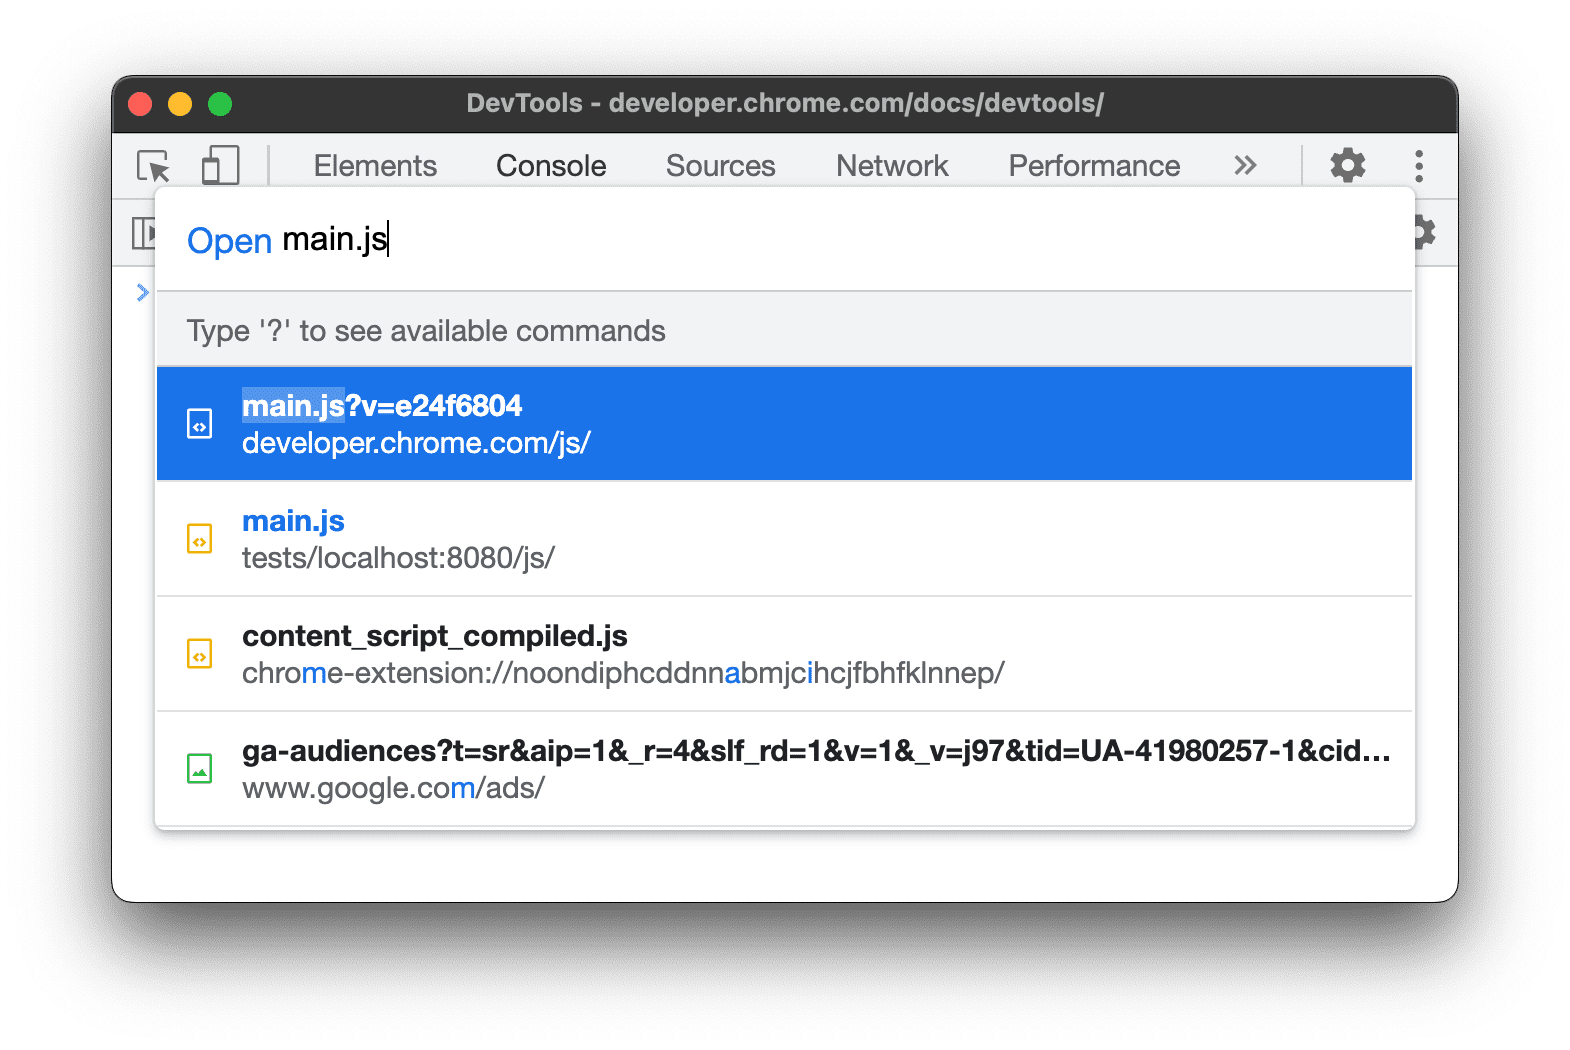 DevTools - developer.chrome.com/docs/devtools/
Elements Console Sources Network Performance »
Open main.js
Type '?' to see available commands
main.js?v=e24f6804
developer.chrome.com/js/
main.js
tests/localhost:8080/js/
content_script_compiled.js
chrome-extension://noondiphcddnnabmjcihcjfbhfklnnep/
ga-audiences?t=sr&aip=1&_r=4&slf_rd=1&v=1&_v=j97&tid=UA-41980257-1&cid...
www.google.com/ads/